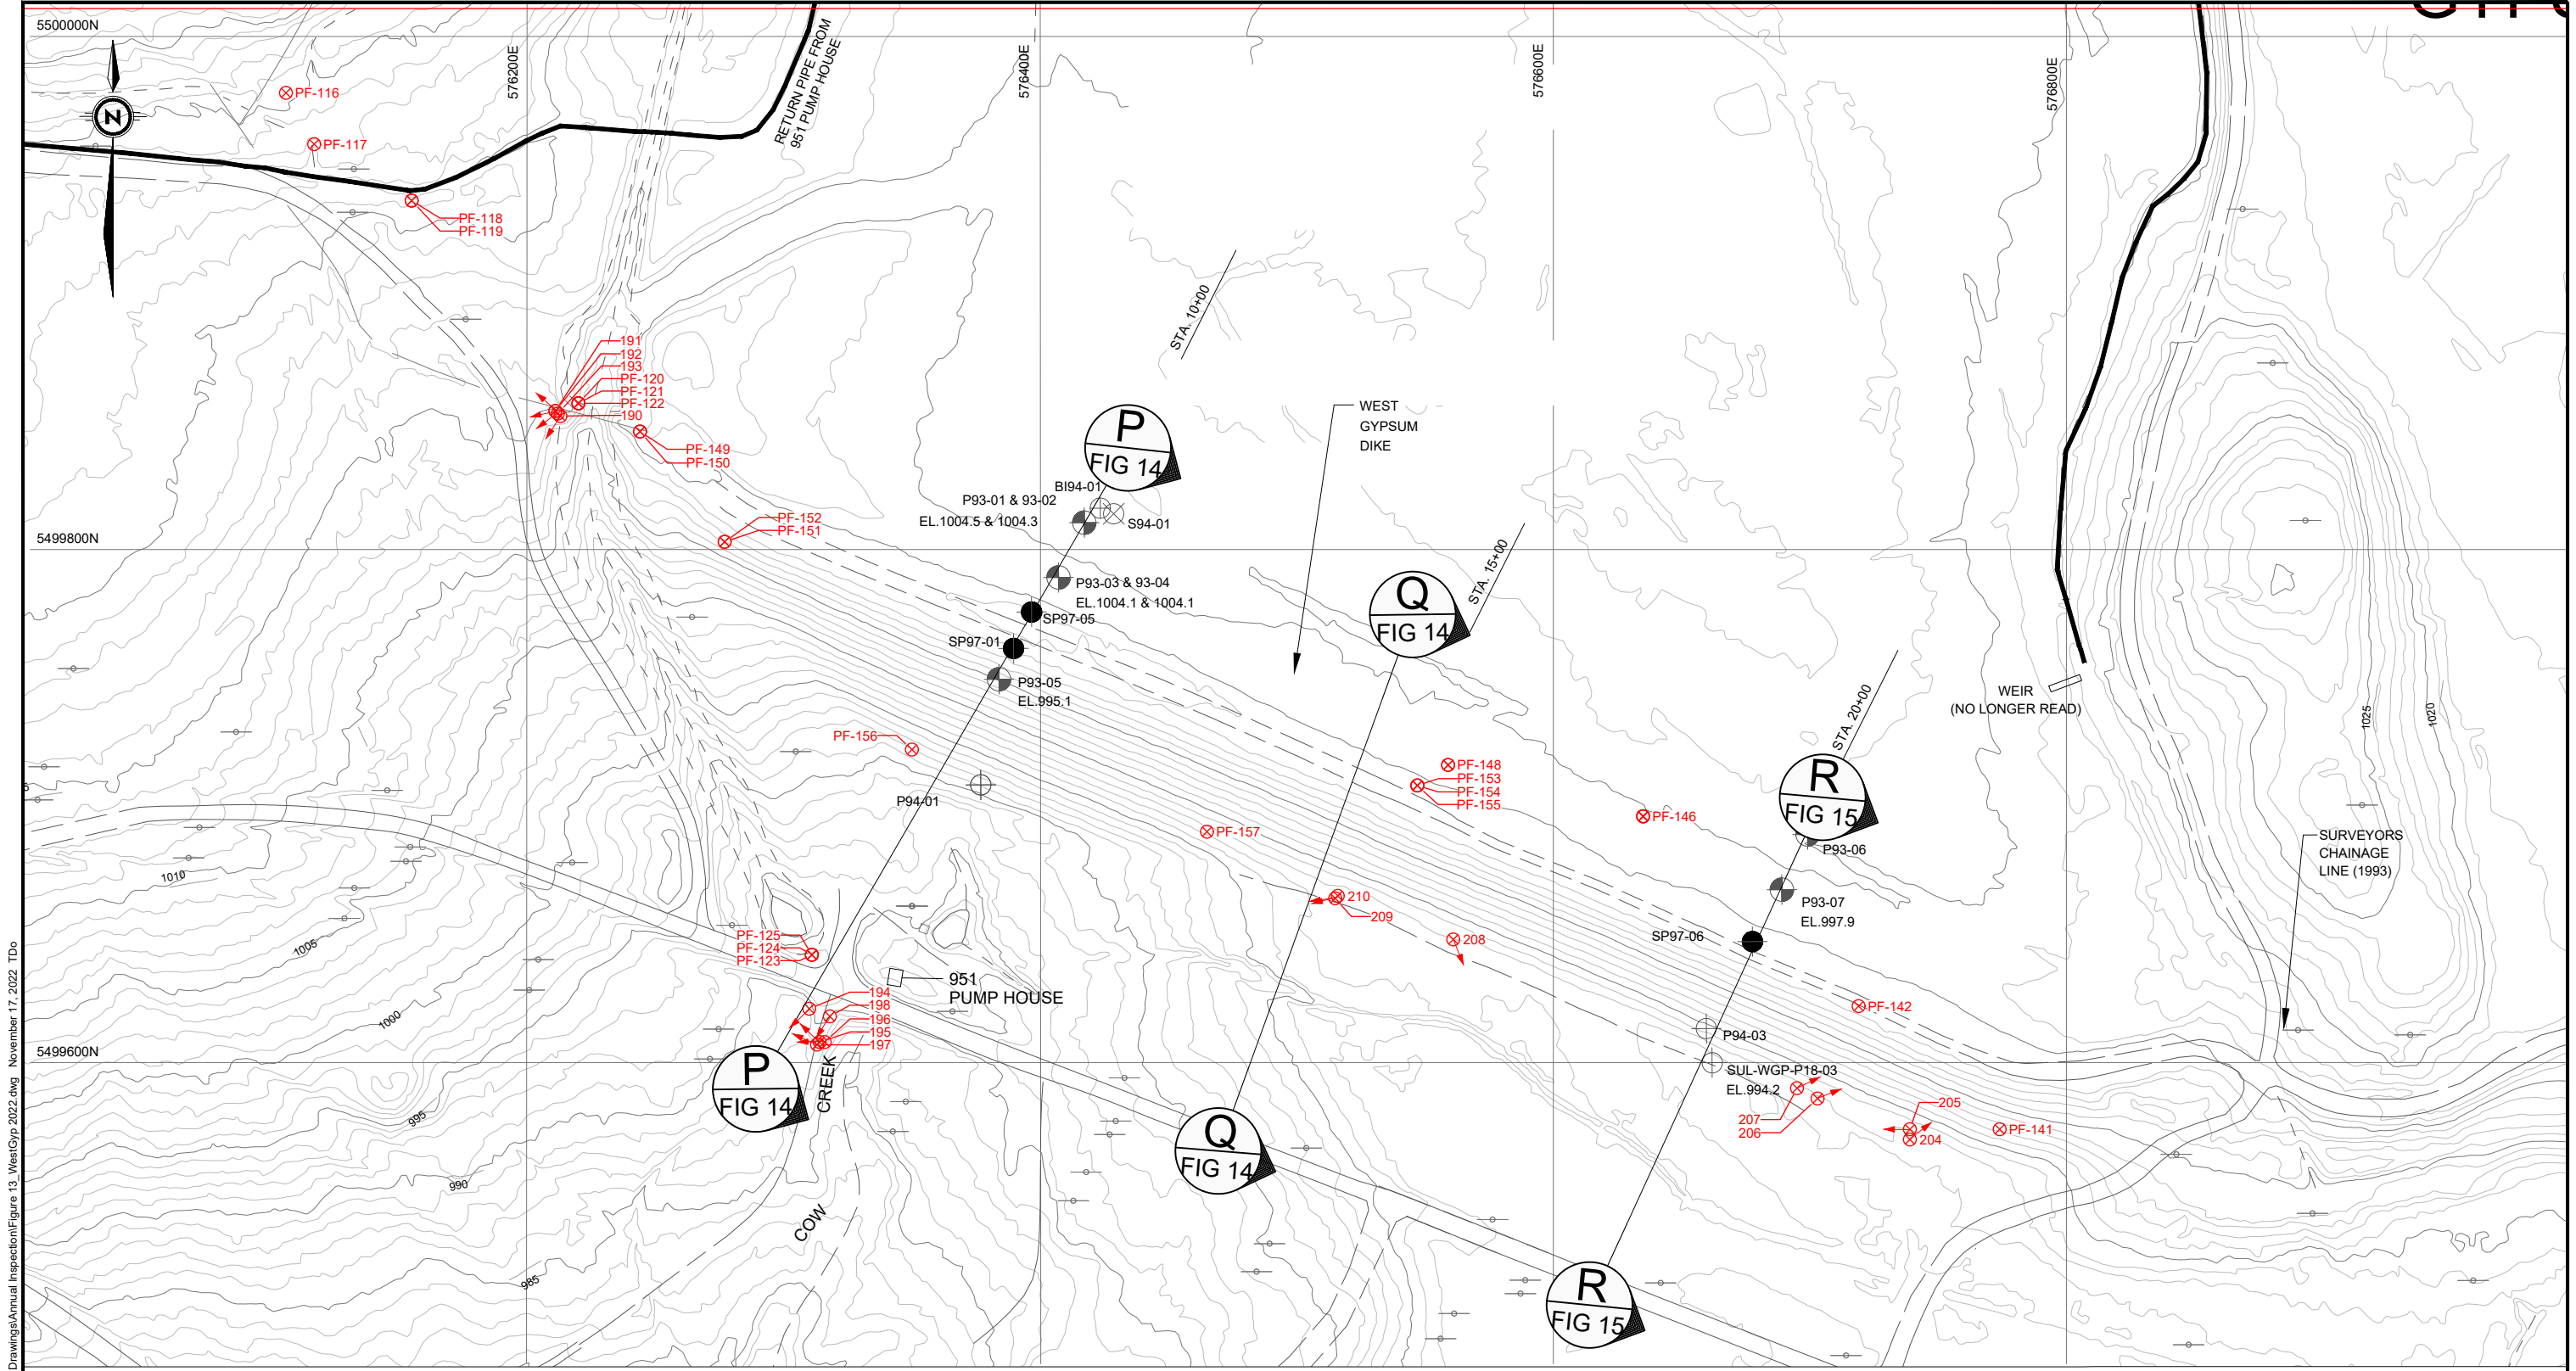 5500000N
576200E
576400E
576600E
576800E
RETURN PIPE FROM
951 PUMP HOUSE
N
PF-116
PF-117
PF-118
PF-119
STA. 10+00
191
192
193
PF-120
PF-121
PF-122
190
PF-149
PF-150
WEST
GYPSUM
DIKE
P
FIG 14
BI94-01
P93-01 & 93-02
EL.1004.5 & 1004.3
S94-01
PF-152
PF-151
5499800N
P93-03 & 93-04
EL.1004.1 & 1004.1
SP97-05
SP97-01
P93-05
EL.995.1
Q
FIG 14
STA. 15+00
STA. 20+00
WEIR
(NO LONGER READ)
1025
1020
PF-156
P94-01
PF-148
PF-153
PF-154
PF-155
PF-157
PF-146
R
FIG 15
P93-06
P93-07
EL.997.9
SP97-06
SURVEYORS
CHAINAGE
LINE (1993)
1010
1005
1000
995
990
985
210
209
208
PF-125
PF-124
PF-123
951
PUMP HOUSE
194
198
196
195
197
PF-142
P94-03
SUL-WGP-P18-03
EL.994.2
207
206
205
204
PF-141
5499600N
P
FIG 14
COW
CREEK
Q
FIG 14
R
FIG 15
Drawings\Annual Inspection\Figure 13_WestGyp 2022.dwg November 17, 2022 TDo